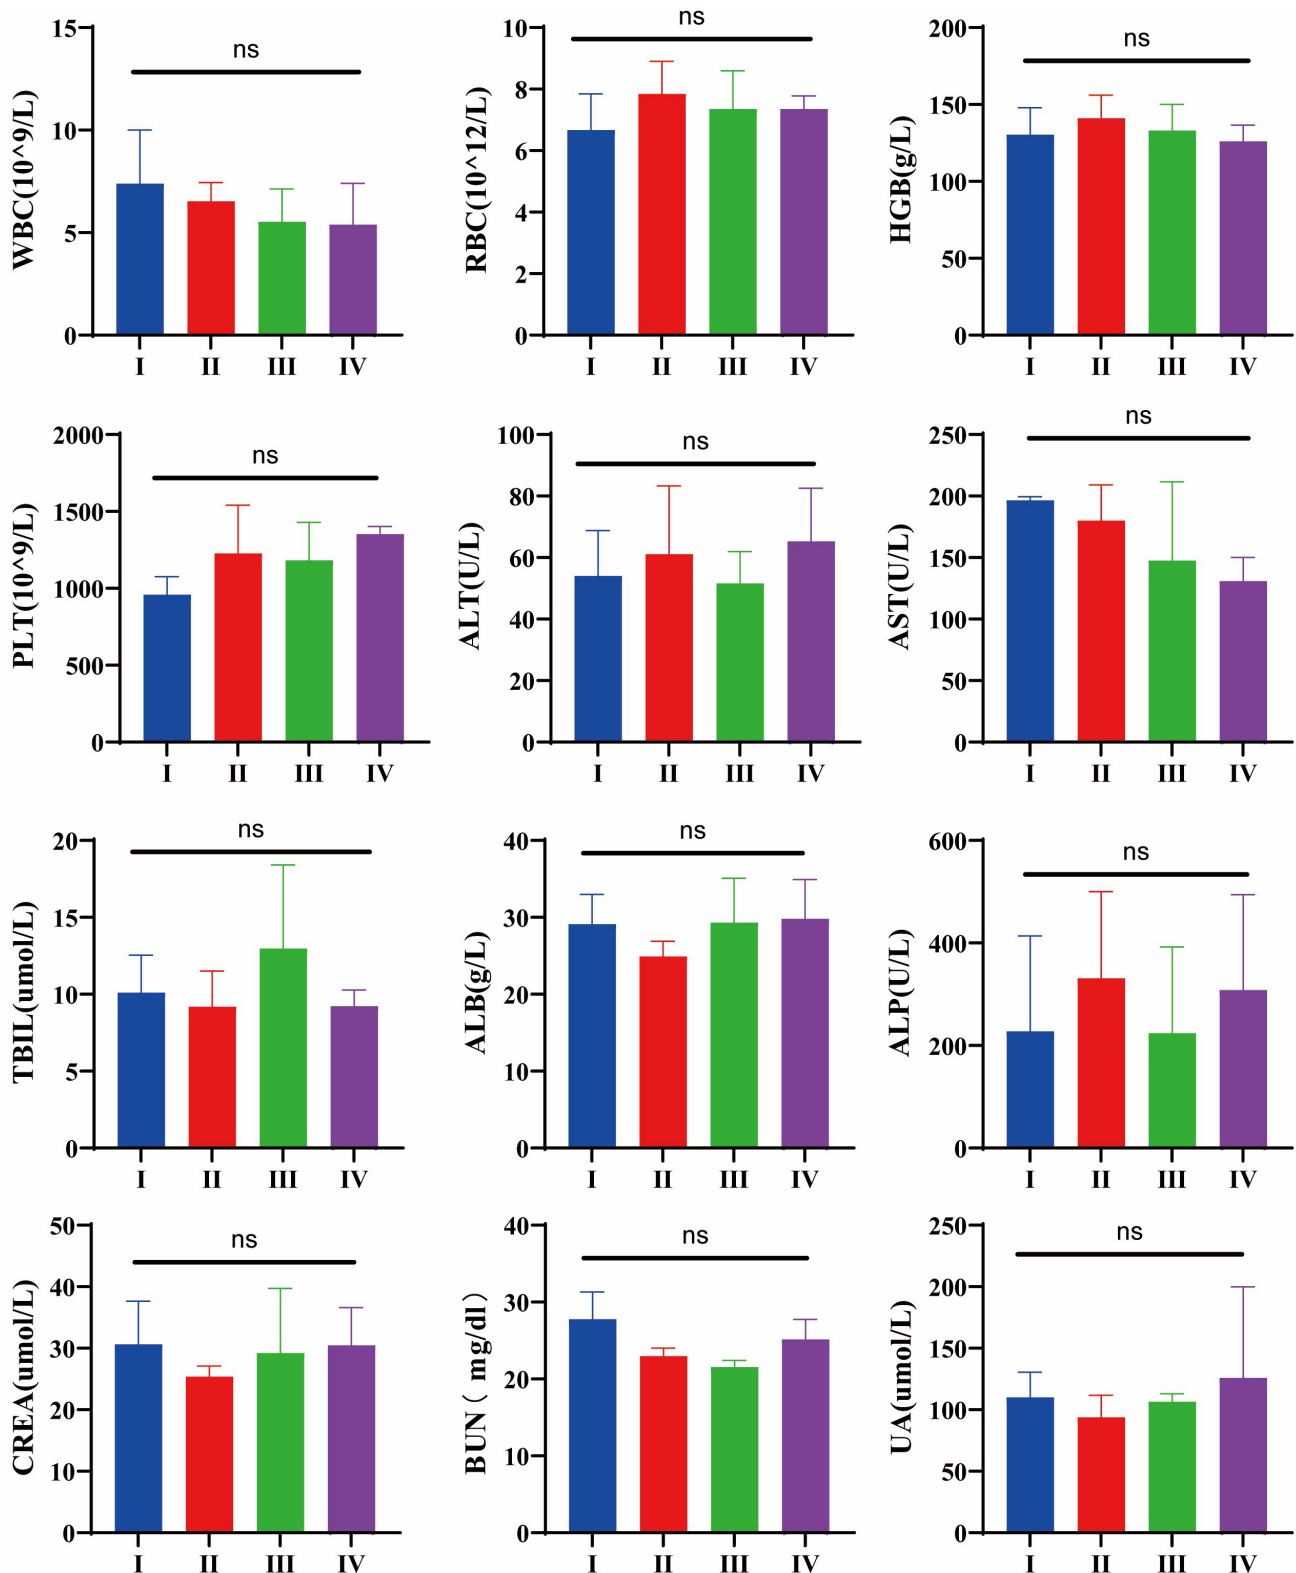 WBC(10^9/L)
15
10
5
0
ns
I II III IV
RBC(10^12/L)
10
8
6
4
2
0
ns
I II III IV
HGB(g/L)
200
150
100
50
0
ns
I II III IV
PLT(10^9/L)
2000
1500
1000
500
0
ns
I II III IV
ALT(U/L)
100
80
60
40
20
0
ns
I II III IV
AST(U/L)
250
200
150
100
50
0
ns
I II III IV
TBIL(umol/L)
20
15
10
5
0
ns
I II III IV
ALB(g/L)
40
30
20
10
0
ns
I II III IV
ALP(U/L)
600
400
200
0
ns
I II III IV
CREA(umol/L)
50
40
30
20
10
0
ns
I II III IV
BUN（mg/dl）
40
30
20
10
0
ns
I II III IV
UA(umol/L)
250
200
150
100
50
0
ns
I II III IV